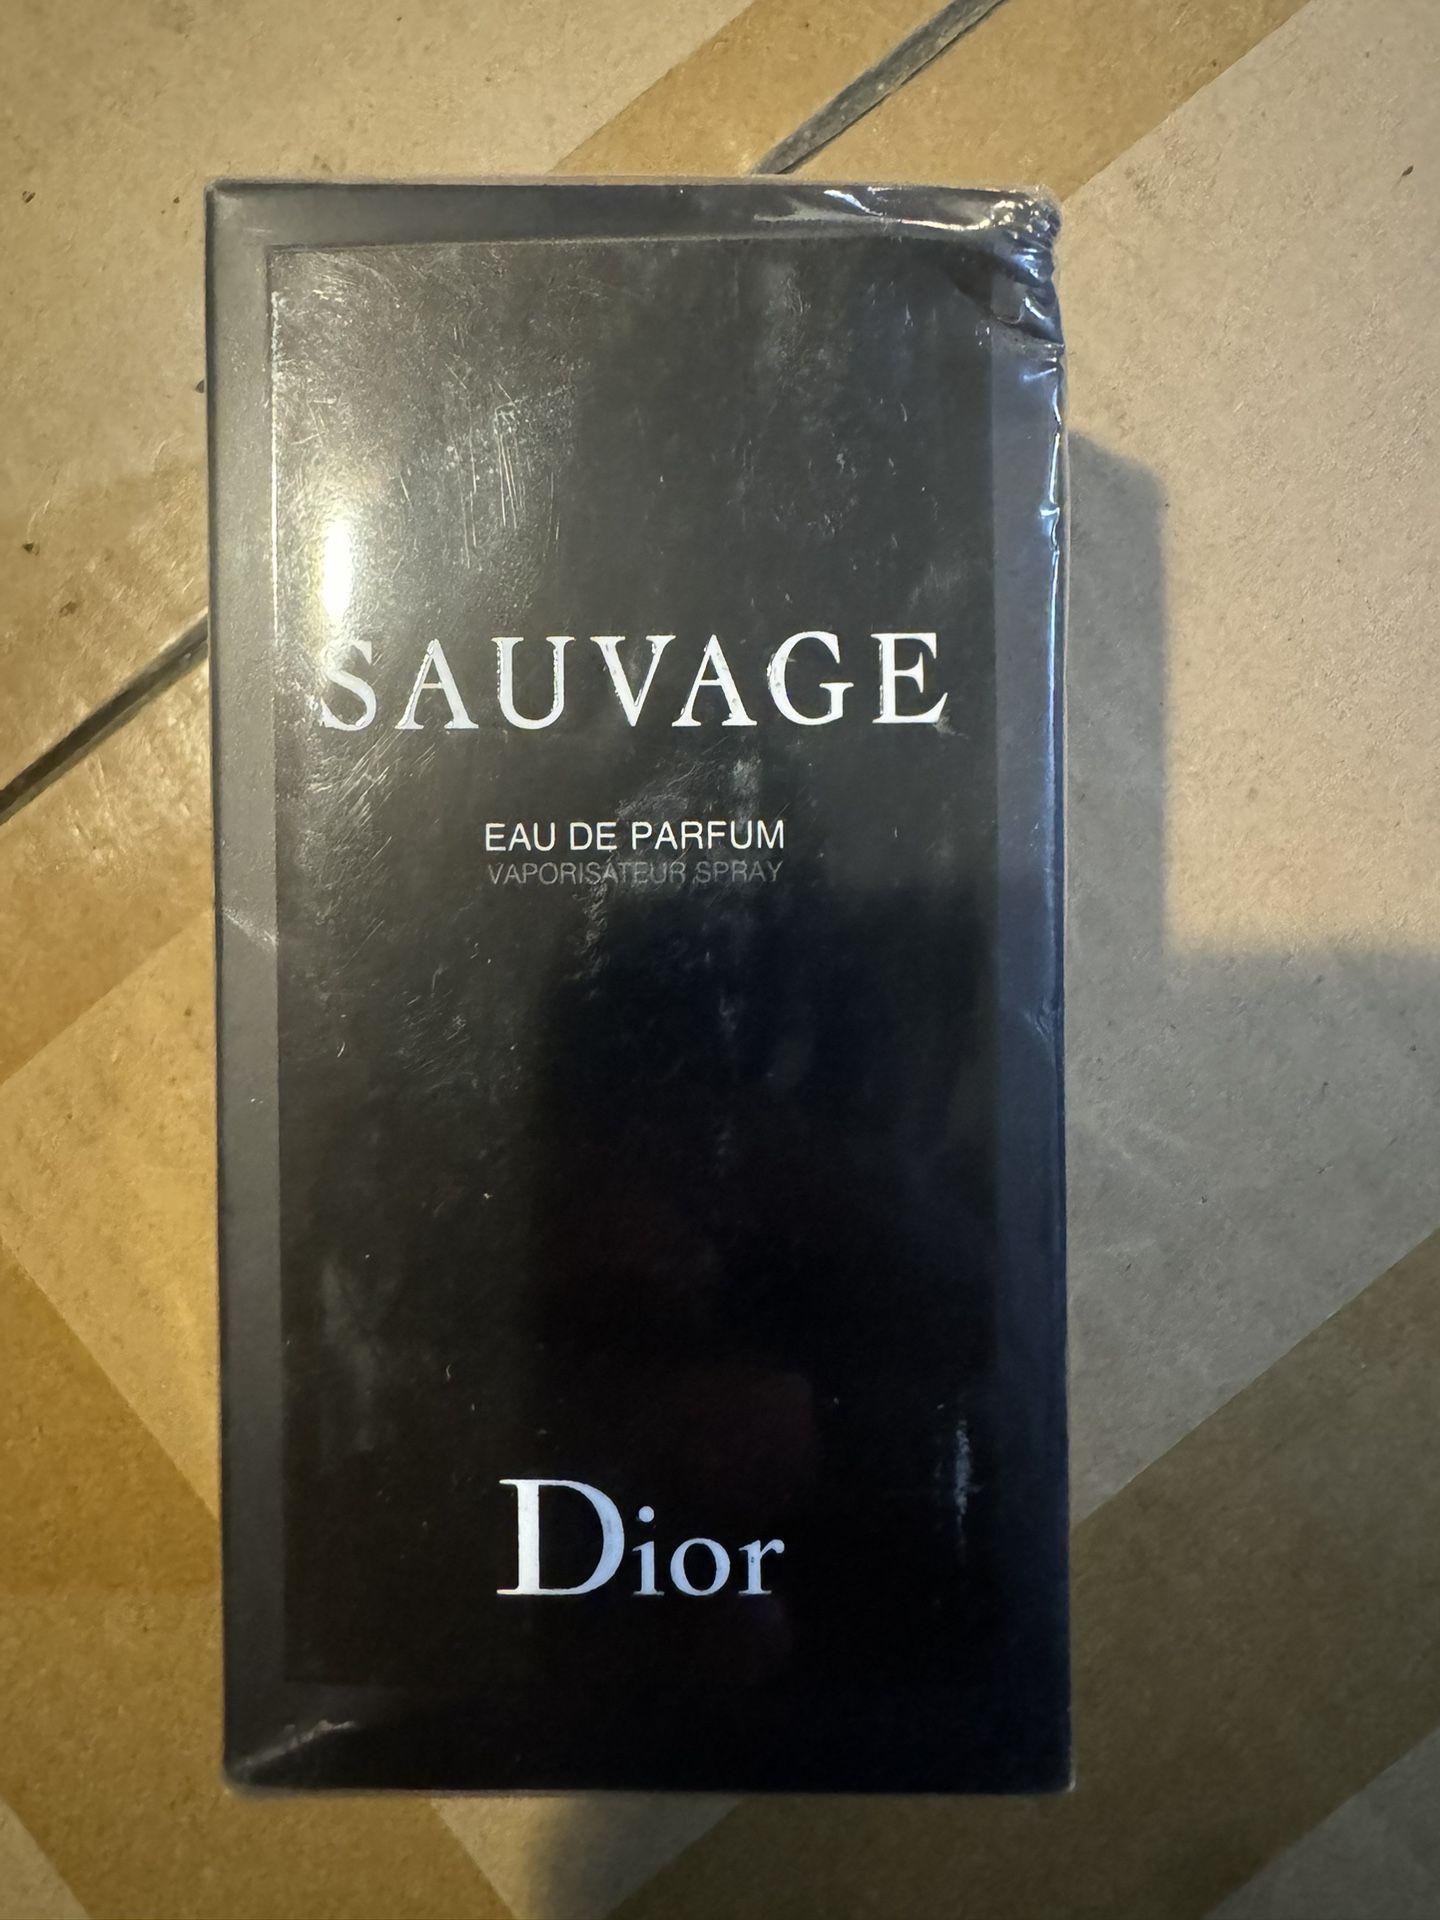 SAUVAGE
EAU DE PARFUM
VAPORISATEUR SPRAY
Dior